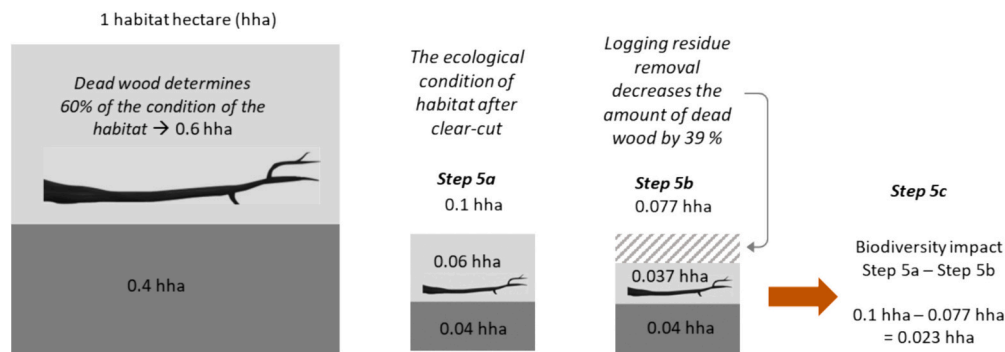 1 habitat hectare (hha)
Dead wood determines
60% of the condition of the
habitat → 0.6 hha
0.4 hha
The ecological
condition of
habitat after
clear-cut
Step 5a
0.1 hha
0.06 hha
0.04 hha
Logging residue
removal
decreases the
amount of dead
wood by 39 %
Step 5b
0.077 hha
0.037 hha
0.04 hha
Step 5c
Biodiversity impact
Step 5a – Step 5b
0.1 hha – 0.077 hha
= 0.023 hha